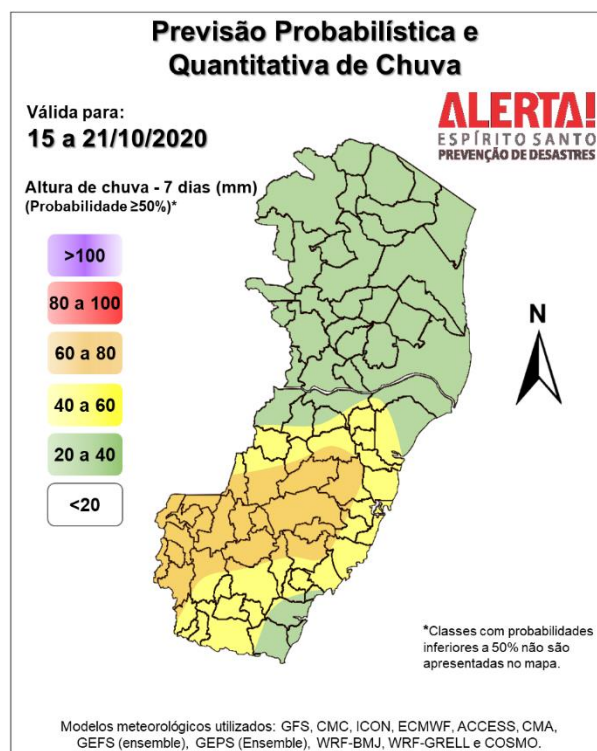 Previsão Probabilística e
Quantitativa de Chuva
Válida para:
15 a 21/10/2020
ALERTA!
ESPÍRITO SANTO
PREVENÇÃO DE DESASTRES
Altura de chuva - 7 dias (mm)
(Probabilidade ≥50%)*
>100
80 a 100
60 a 80
40 a 60
20 a 40
<20
N
*Classes com probabilidades
inferiores a 50% não são
apresentadas no mapa.
Modelos meteorológicos utilizados: GFS, CMC, ICON, ECMWF, ACCESS, CMA,
GEFS (ensemble), GEPS (Ensemble), WRF-BMJ, WRF-GRELL e COSMO.